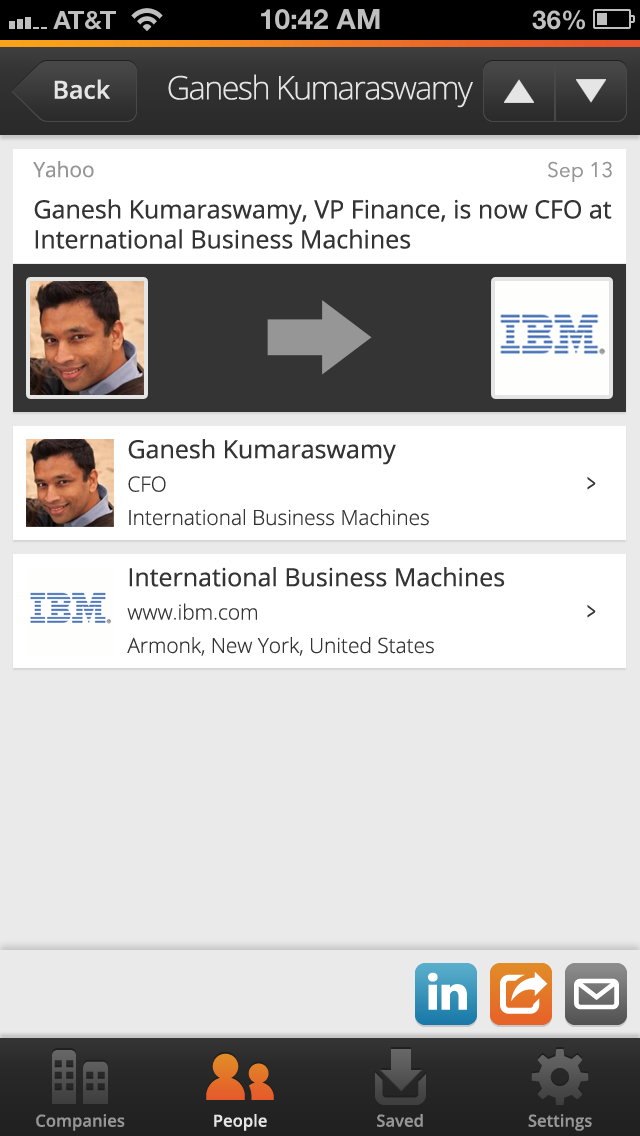 AT&T 10:42 AM 36%
Back Ganesh Kumaraswamy
Yahoo Sep 13
Ganesh Kumaraswamy, VP Finance, is now CFO at
International Business Machines
IBM®
Ganesh Kumaraswamy
CFO
International Business Machines
International Business Machines
IBM®
www.ibm.com
Armonk, New York, United States
in
Companies People Saved Settings